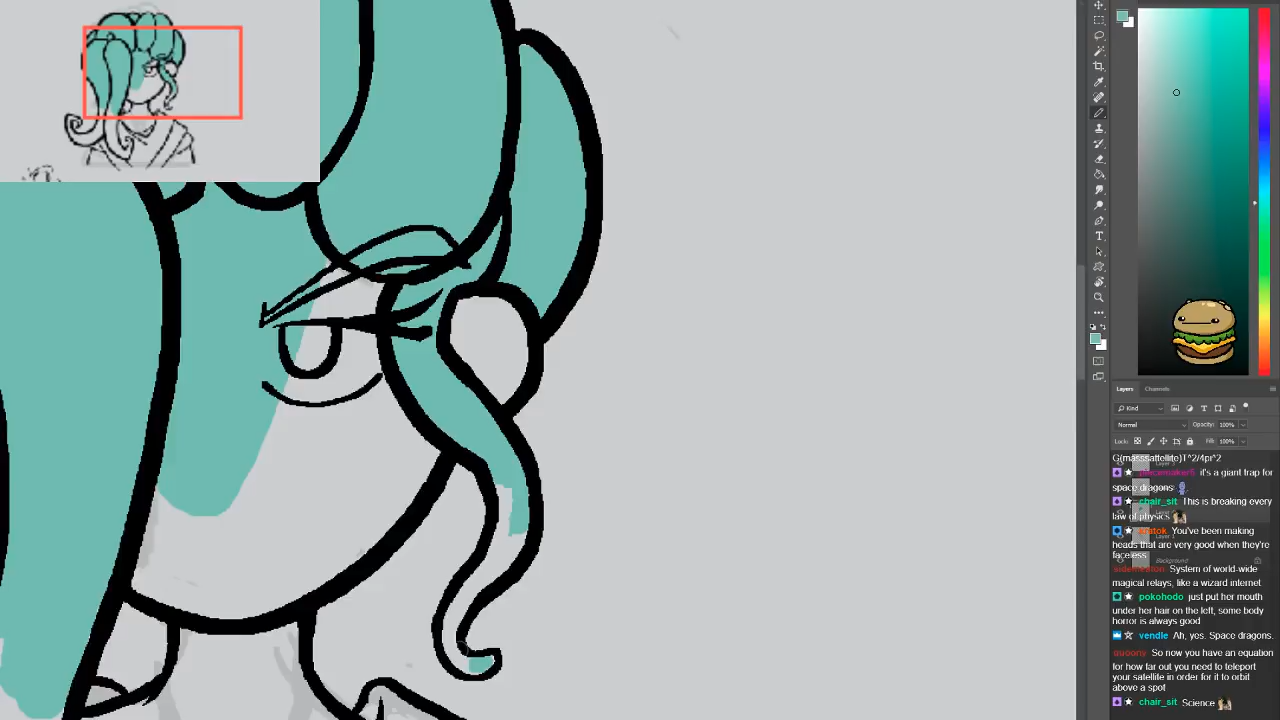 Layers Channels
Kind
Normal Opacity: 100%
Lock: Fill: 100%
G(masssattellite)T^2/4pr^2
it's a giant trap for
space dragons
chair_sit This is breaking every
law of physics
You've been making
heads that are very good when they're
faceless
Background
System of world-wide
magical relays, like a wizard internet
pokohodo just put her mouth
under her hair on the left, some body
horror is always good
vendle Ah, yes. Space dragons.
So now you have an equation
for how far out you need to teleport
your satellite in order for it to orbit
above a spot
chair_sit Science